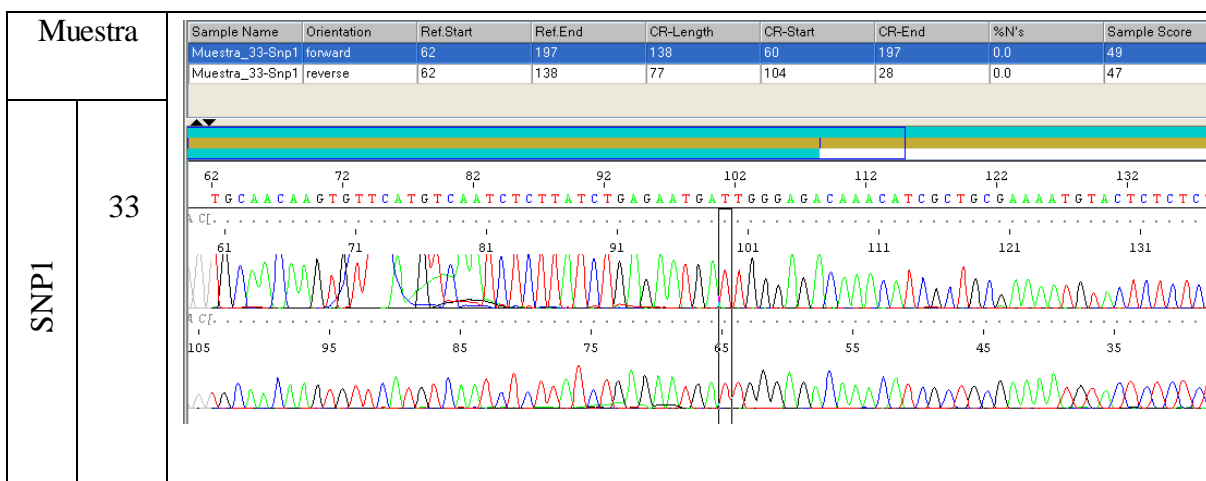 Muestra
Sample Name Orientation Ref.Start Ref.End CR-Length CR-Start CR-End %N's Sample Score
Muestra_33-Snp1 forward 62 197 138 60 197 0.0 49
Muestra_33-Snp1 reverse 62 138 77 104 28 0.0 47
SNP1
33
62 72 82 92 102 112 122 132
T G C A A C A A G T G T T C A T G T C A A T C T C T T A T C T G A G A A T G A T T G G G A G A C A A A C A T C G C T G C G A A A A T G T A C T C T C T C
A C[. . . . . . . . . . . . . . . . . . . . . . . . . . . . . . . . . . . . . . . . . . . . . . . . . . . . . . . . . . . . . . . . . . . . . . . . . . . .
61 71 81 91 101 111 121 131
A C[. . . . . . . . . . . . . . . . . . . . . . . . . . . . . . . . . . . . . . . . . . . . . . . . . . . . . . . . . . . . . . . . . . . . . . . . . . . .
105 95 85 75 65 55 45 35